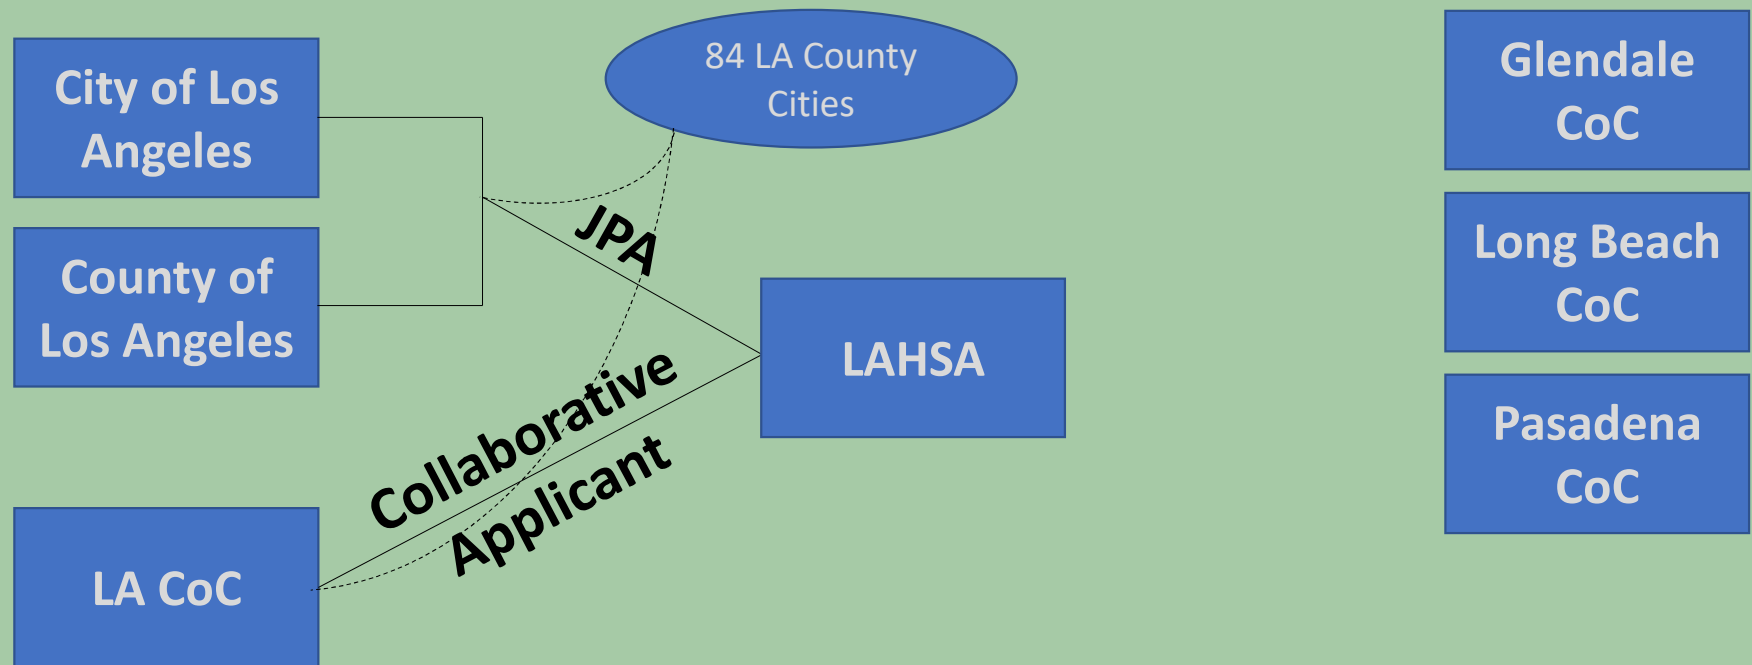 City of Los
Angeles
County of
Los Angeles
LA CoC
84 LA County
Cities
JPA
Collaborative
Applicant
LAHSA
Glendale
CoC
Long Beach
CoC
Pasadena
CoC